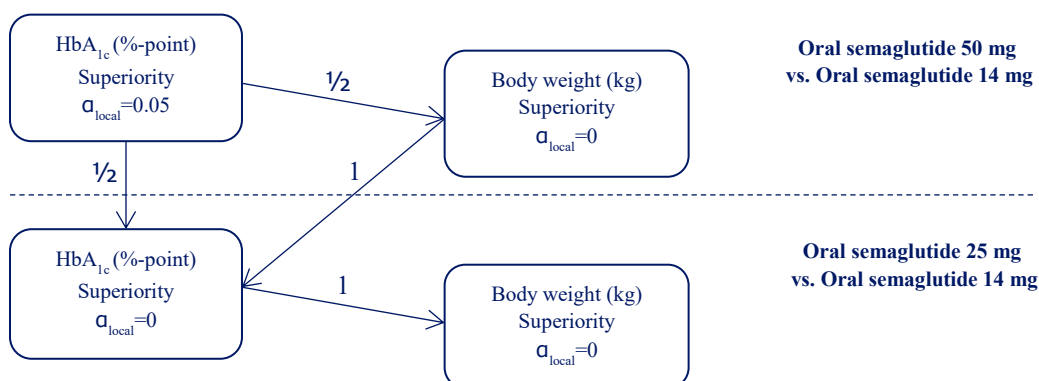 HbA1c (%-point)
Superiority
αlocal=0.05
½
Body weight (kg)
Superiority
αlocal=0
Oral semaglutide 50 mg
vs. Oral semaglutide 14 mg
½
1
HbA1c (%-point)
Superiority
αlocal=0
1
Body weight (kg)
Superiority
αlocal=0
Oral semaglutide 25 mg
vs. Oral semaglutide 14 mg